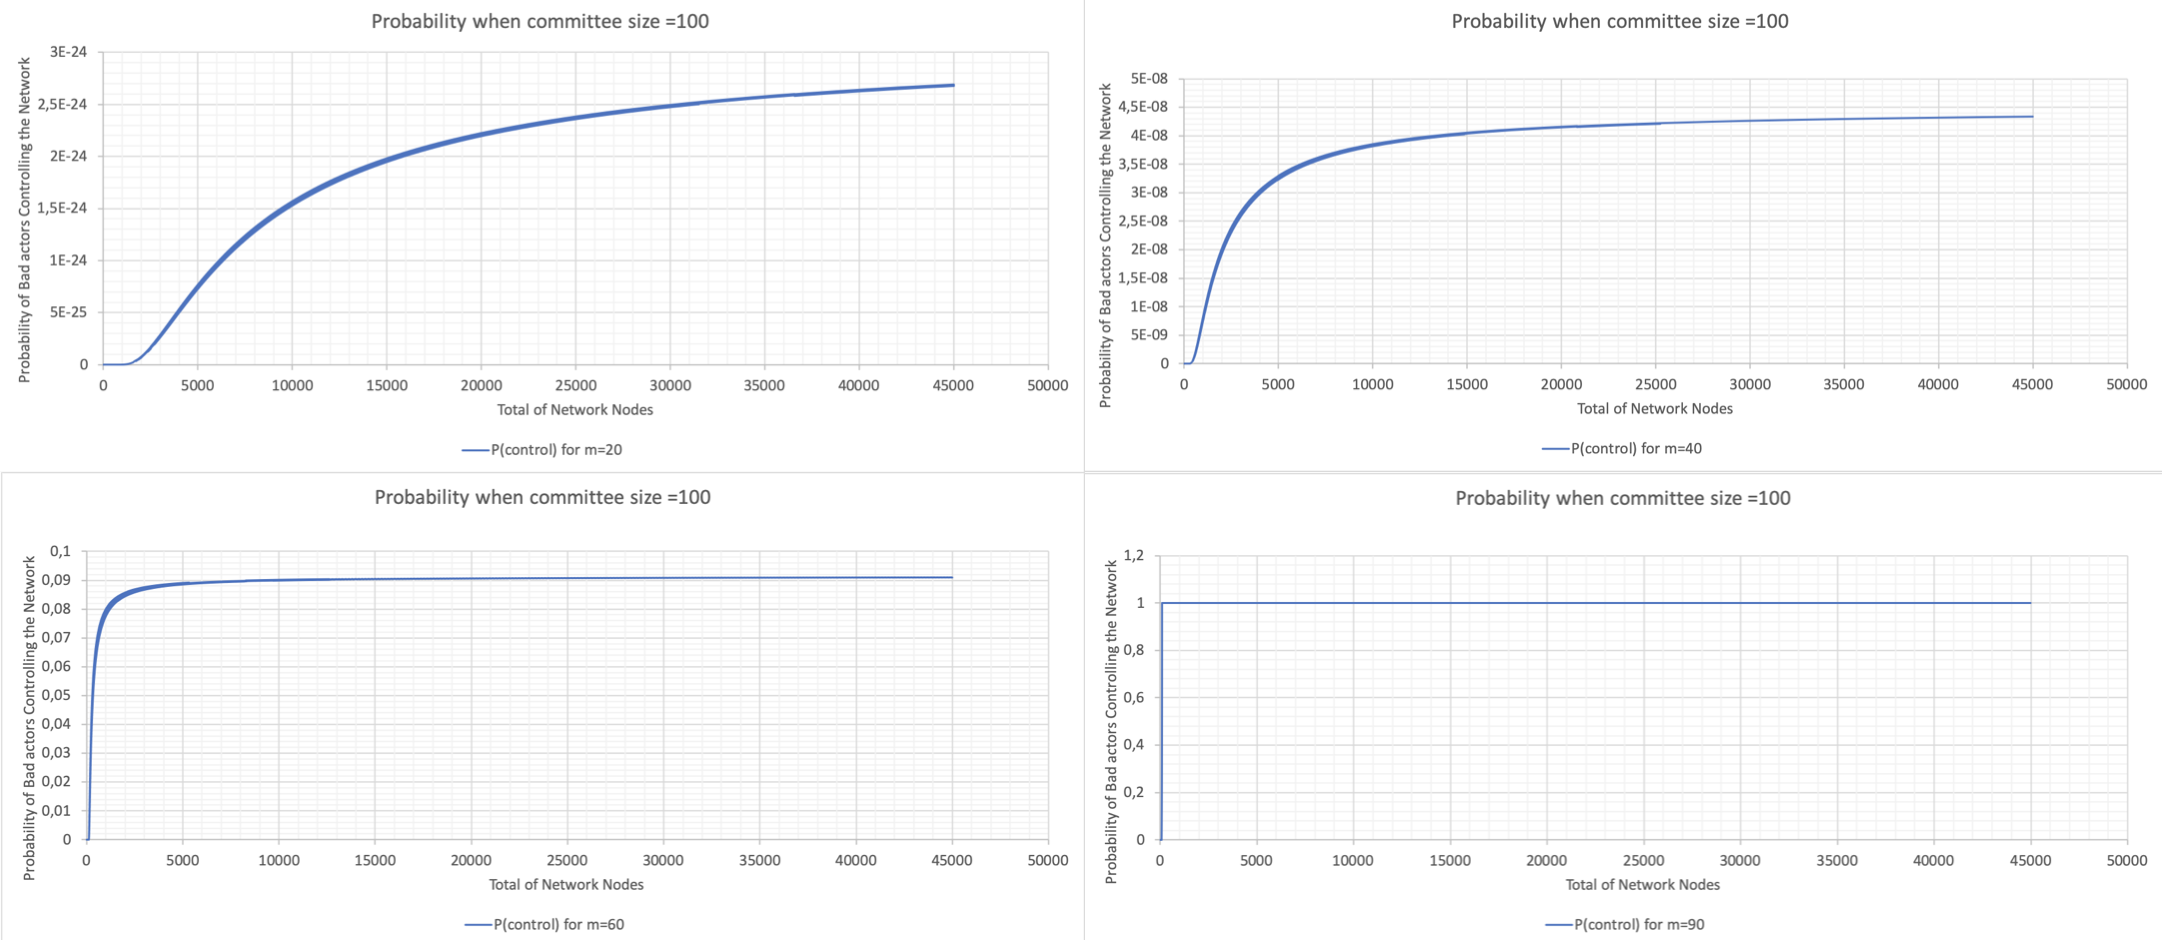 Probability when committee size =100
Probability of Bad actors Controlling the Network
3E-24
2,5E-24
2E-24
1,5E-24
1E-24
5E-25
0
0 5000 10000 15000 20000 25000 30000 35000 40000 45000 50000
Total of Network Nodes
P(control) for m=20
Probability when committee size =100
Probability of Bad actors Controlling the Network
5E-08
4,5E-08
4E-08
3,5E-08
3E-08
2,5E-08
2E-08
1,5E-08
1E-08
5E-09
0
0 5000 10000 15000 20000 25000 30000 35000 40000 45000 50000
Total of Network Nodes
P(control) for m=40
Probability when committee size =100
Probability of Bad actors Controlling the Network
0,1
0,09
0,08
0,07
0,06
0,05
0,04
0,03
0,02
0,01
0
0 5000 10000 15000 20000 25000 30000 35000 40000 45000 50000
Total of Network Nodes
P(control) for m=60
Probability when committee size =100
Probability of Bad actors Controlling the Network
1,2
1
0,8
0,6
0,4
0,2
0
0 5000 10000 15000 20000 25000 30000 35000 40000 45000 50000
Total of Network Nodes
P(control) for m=90